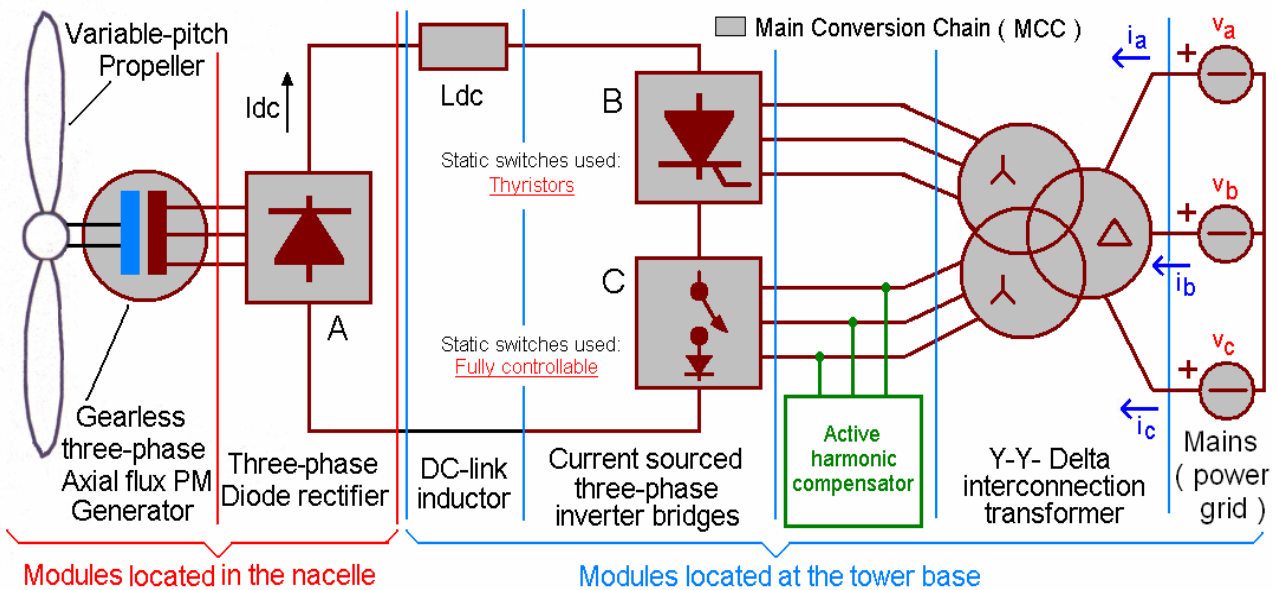 Variable-pitch
Propeller
Main Conversion Chain ( MCC )
Idc
Ldc
B
Static switches used:
Thyristors
C
Static switches used:
Fully controllable
A
ia
+
va
+
vb
ib
+
vc
ic
Gearless
three-phase
Axial flux PM
Generator
Three-phase
Diode rectifier
DC-link
inductor
Current sourced
three-phase
inverter bridges
Active
harmonic
compensator
Y-Y- Delta
interconnection
transformer
Mains
( power
grid )
Modules located in the nacelle
Modules located at the tower base